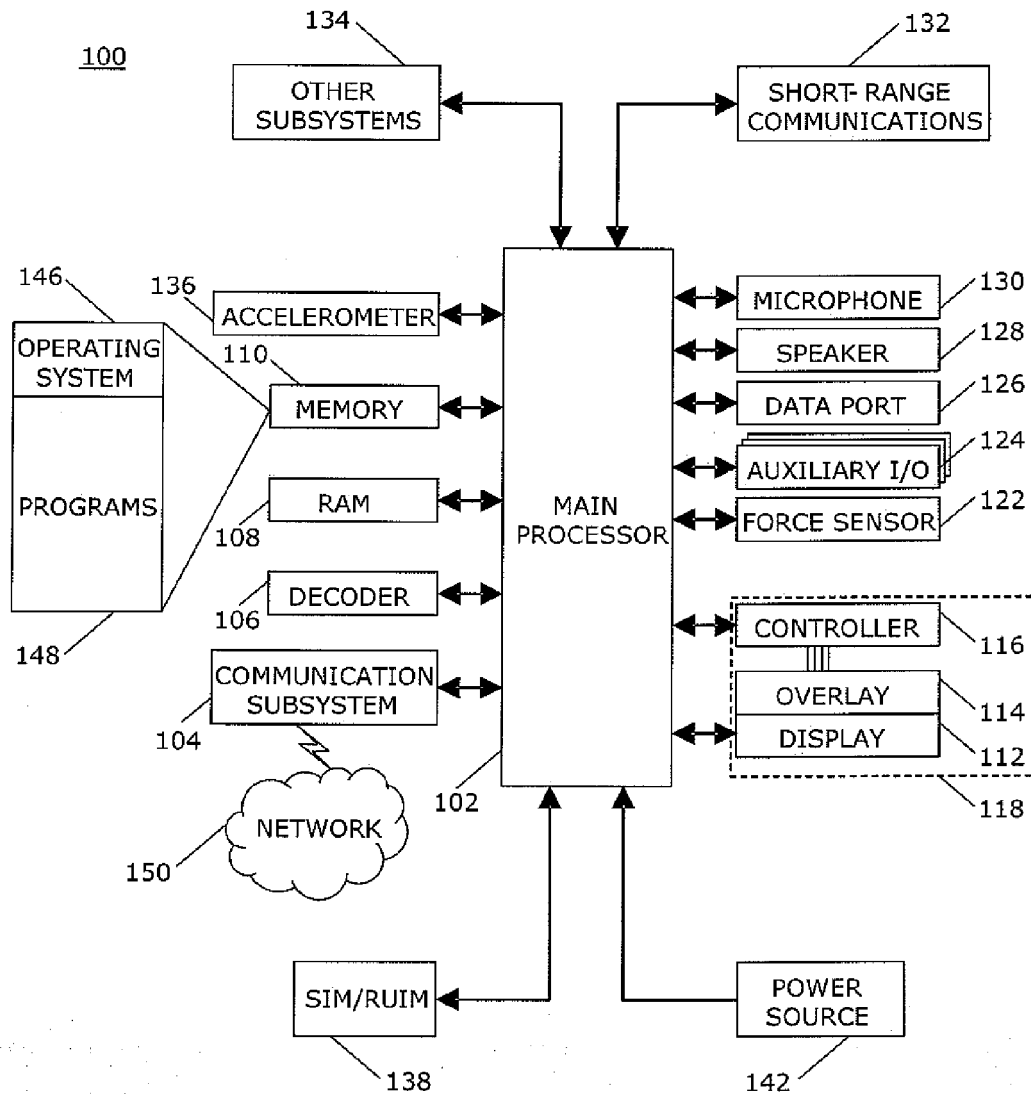 134
132
100
OTHER
SUBSYSTEMS
SHORT-RANGE
COMMUNICATIONS
146
136
ACCELEROMETER
MICROPHONE
130
OPERATING
SYSTEM
110
SPEAKER
128
MEMORY
DATA PORT
126
AUXILIARY I/O
124
PROGRAMS
RAM
108
MAIN
PROCESSOR
FORCE SENSOR
122
DECODER
106
CONTROLLER
116
148
COMMUNICATION
SUBSYSTEM
104
OVERLAY
114
DISPLAY
112
102
118
NETWORK
150
SIM/RUIM
138
POWER
SOURCE
142